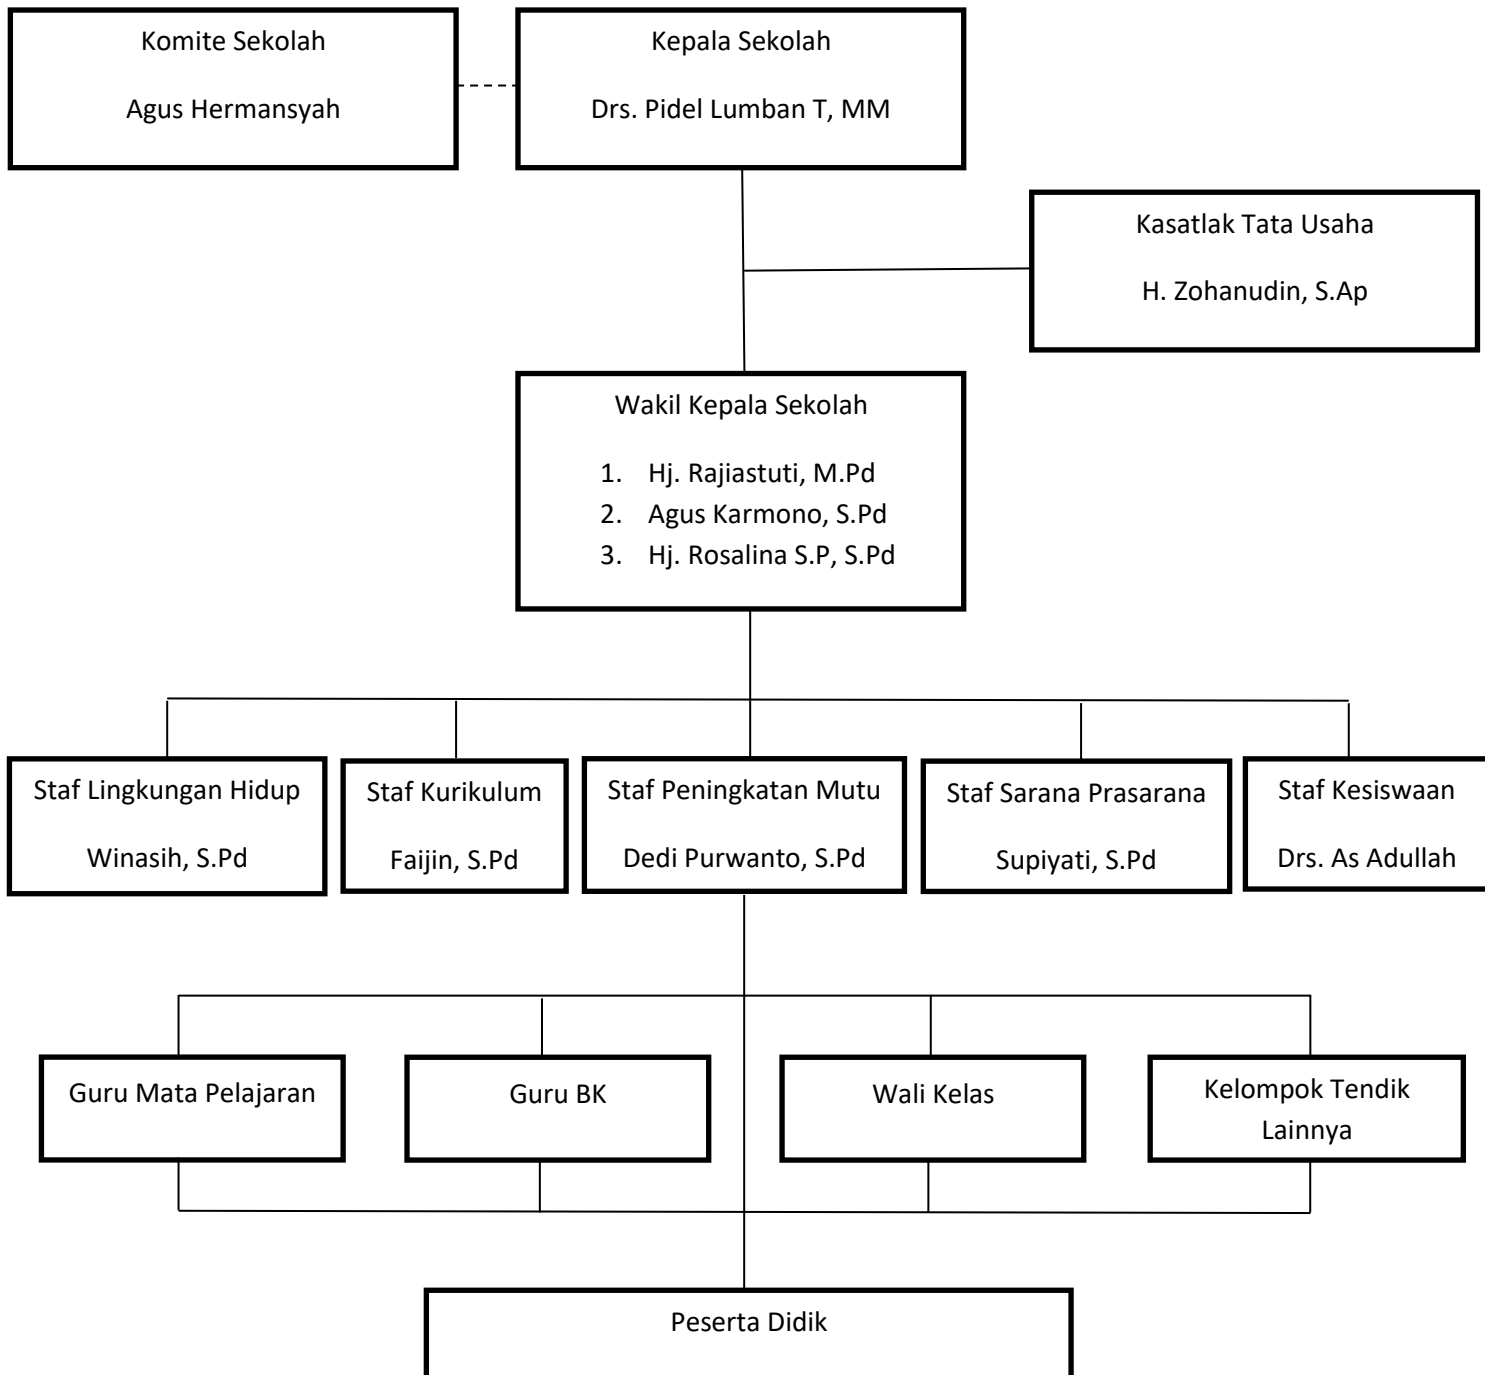 Komite Sekolah
Agus Hermansyah
Kepala Sekolah
Drs. Pidel Lumban T, MM
Kasatlak Tata Usaha
H. Zohanudin, S.Ap
Wakil Kepala Sekolah
1. Hj. Rajiastuti, M.Pd
2. Agus Karmono, S.Pd
3. Hj. Rosalina S.P, S.Pd
Staf Lingkungan Hidup
Winasih, S.Pd
Staf Kurikulum
Faijin, S.Pd
Staf Peningkatan Mutu
Dedi Purwanto, S.Pd
Staf Sarana Prasarana
Supiyati, S.Pd
Staf Kesiswaan
Drs. As Adullah
Guru Mata Pelajaran
Guru BK
Wali Kelas
Kelompok Tendik
Lainnya
Peserta Didik